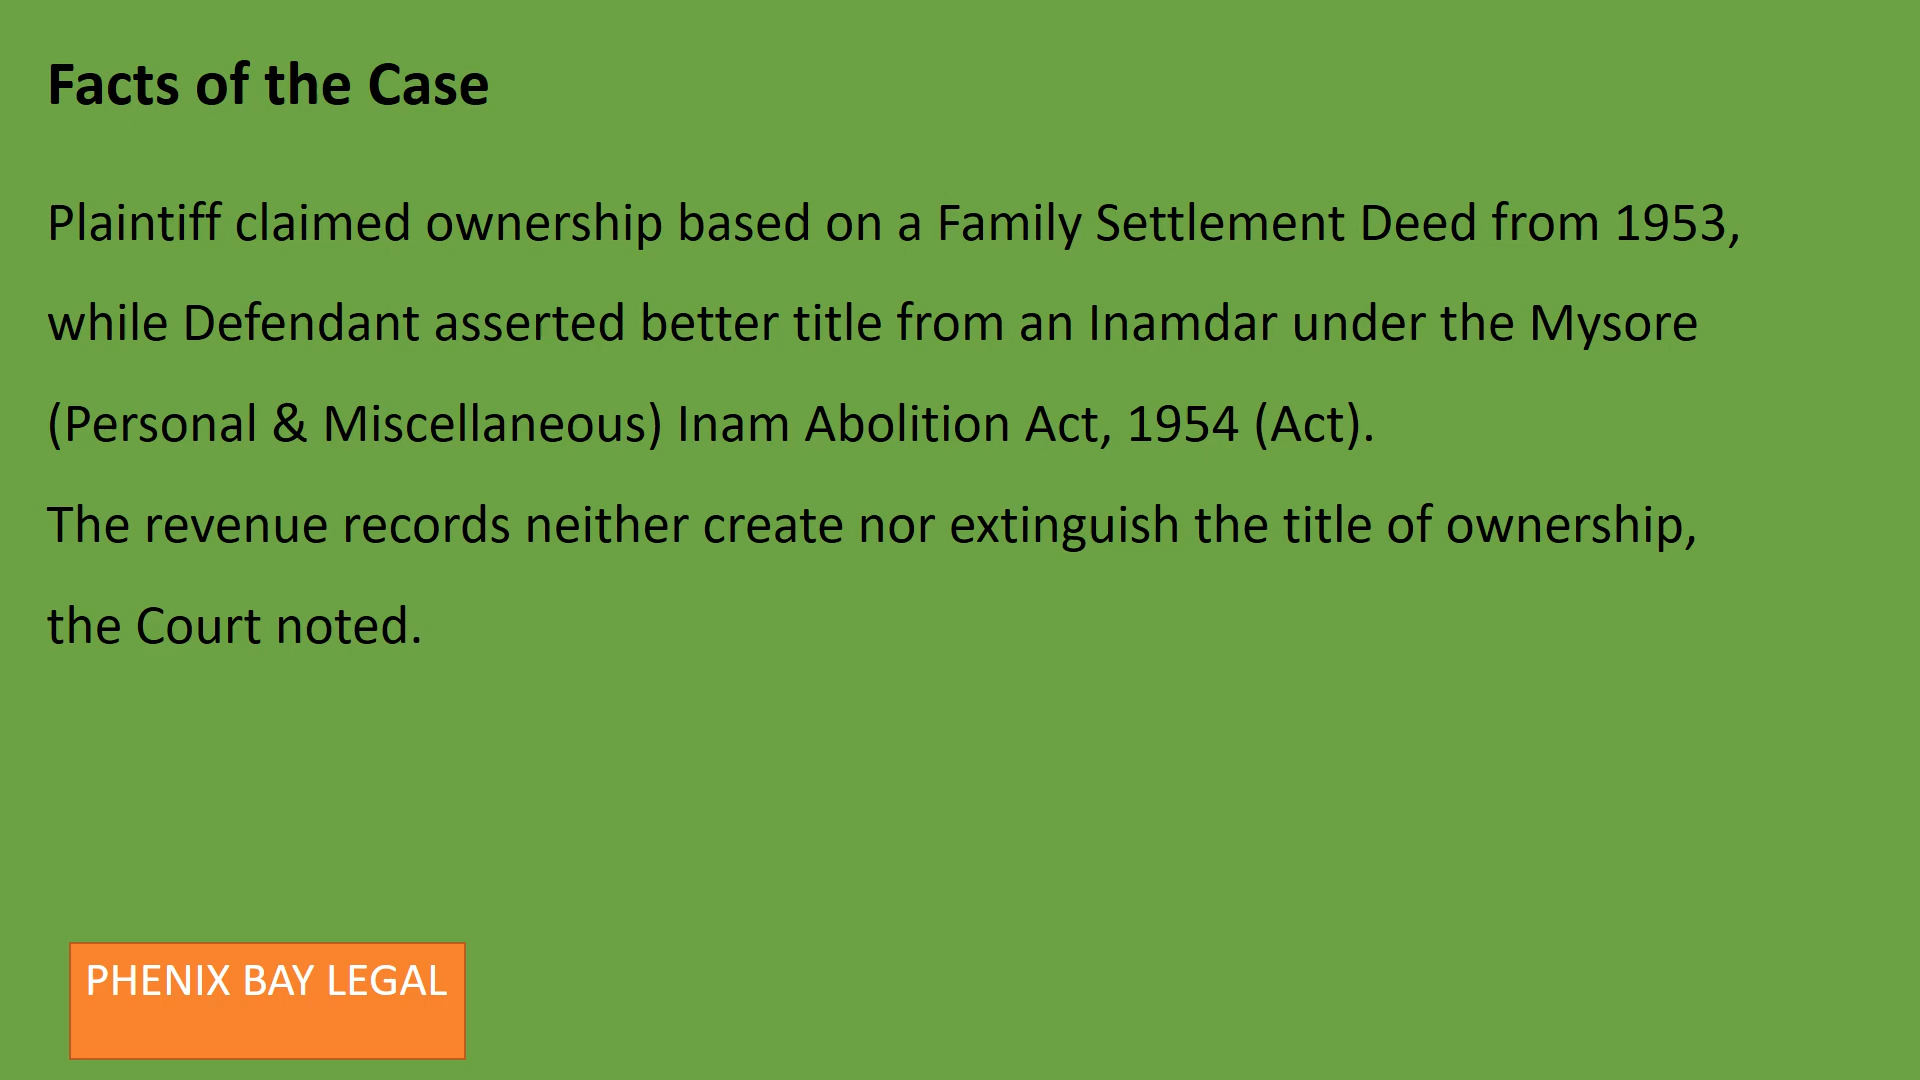 Facts of the Case
Plaintiff claimed ownership based on a Family Settlement Deed from 1953,
while Defendant asserted better title from an Inamdar under the Mysore
(Personal & Miscellaneous) Inam Abolition Act, 1954 (Act).
The revenue records neither create nor extinguish the title of ownership,
the Court noted.
PHENIX BAY LEGAL